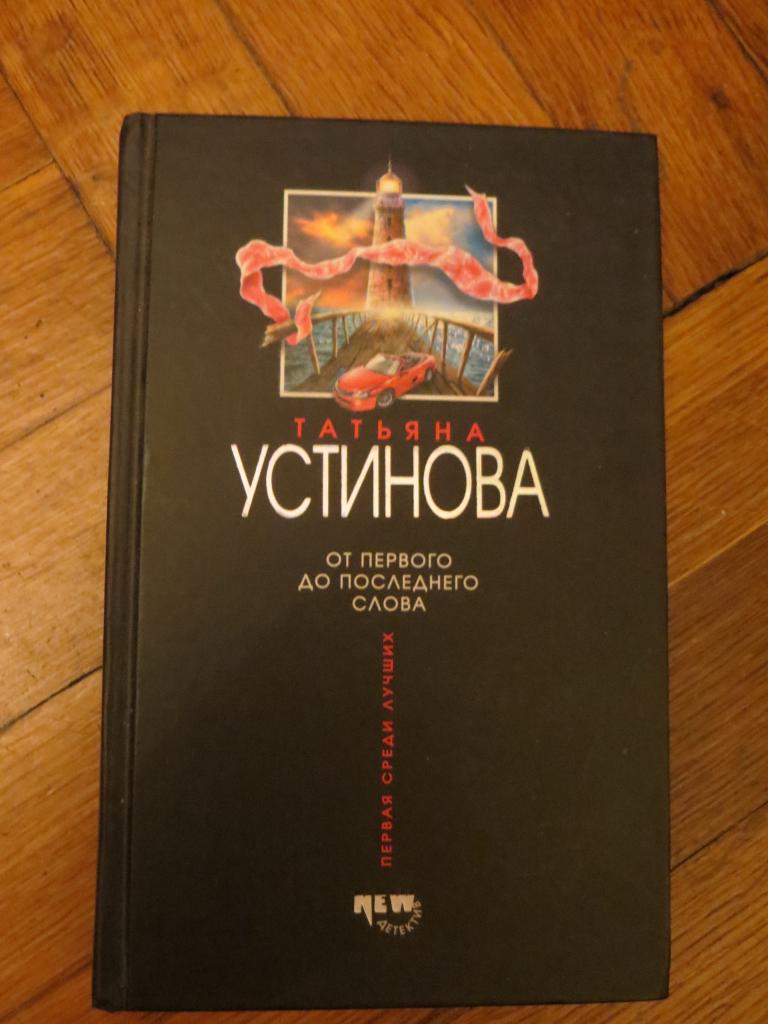 ТАТЬЯНА
УСТИНОВА
ОТ ПЕРВОГО
ДО ПОСЛЕДНЕГО
СЛОВА
ПЕРВАЯ СРЕДИ ЛУЧШИХ
NEW
ДЕТЕКТИВ